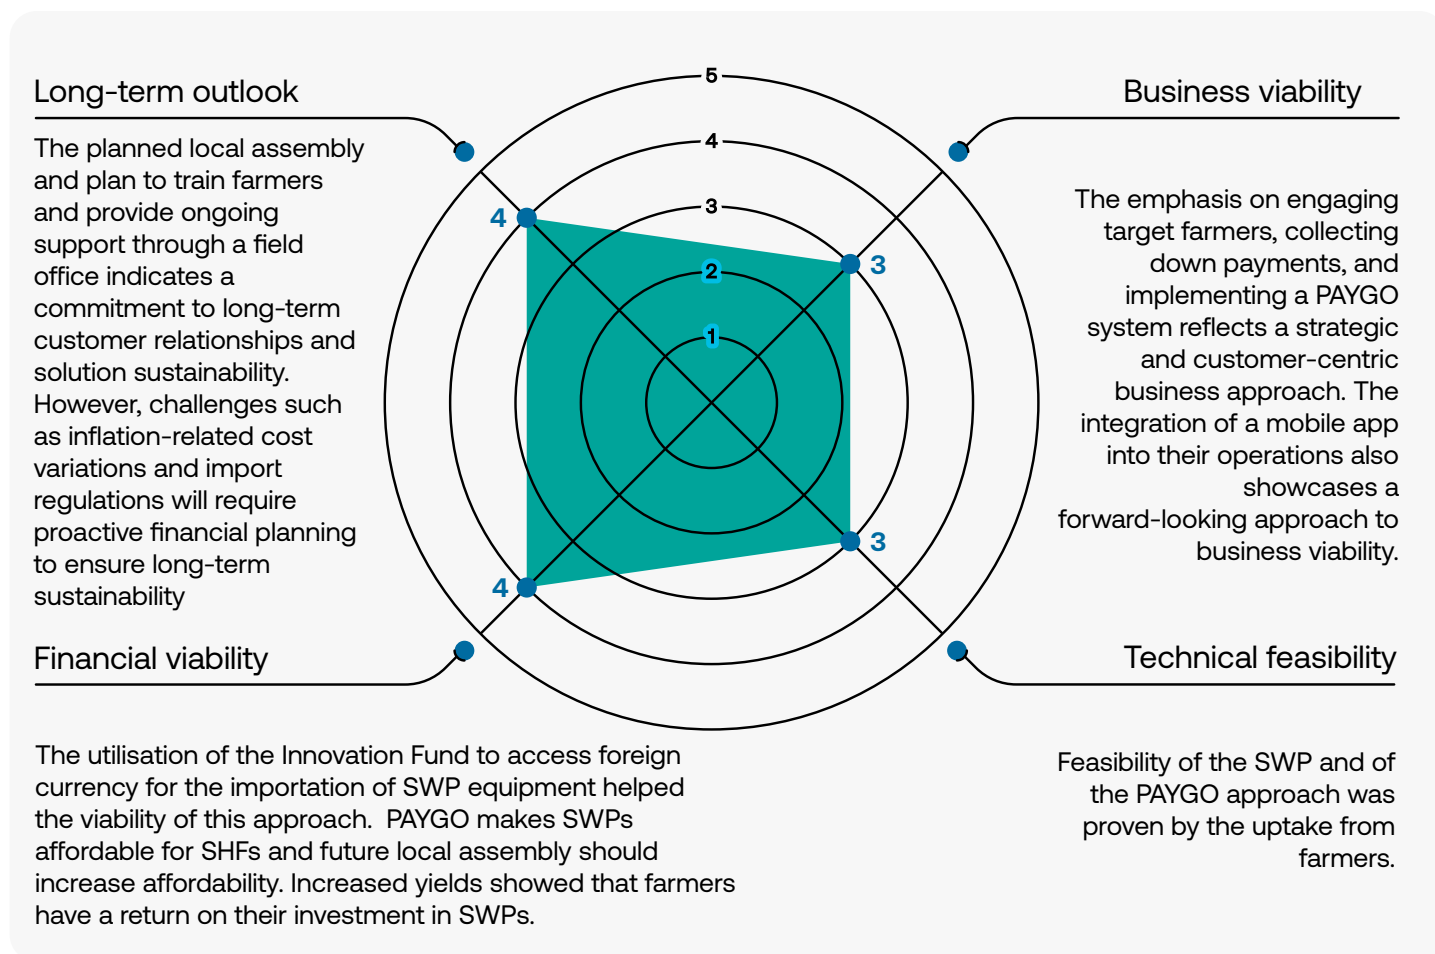 Long-term outlook
The planned local assembly
and plan to train farmers
and provide ongoing
support through a field
office indicates a
commitment to long-term
customer relationships and
solution sustainability.
However, challenges such
as inflation-related cost
variations and import
regulations will require
proactive financial planning
to ensure long-term
sustainability
5
4
3
2
1
4
3
4
3
Business viability
The emphasis on engaging
target farmers, collecting
down payments, and
implementing a PAYGO
system reflects a strategic
and customer-centric
business approach. The
integration of a mobile app
into their operations also
showcases a
forward-looking approach to
business viability.
Financial viability
The utilisation of the Innovation Fund to access foreign
currency for the importation of SWP equipment helped
the viability of this approach.  PAYGO makes SWPs
affordable for SHFs and future local assembly should
increase affordability. Increased yields showed that farmers
have a return on their investment in SWPs.
Technical feasibility
Feasibility of the SWP and of
the PAYGO approach was
proven by the uptake from
farmers.